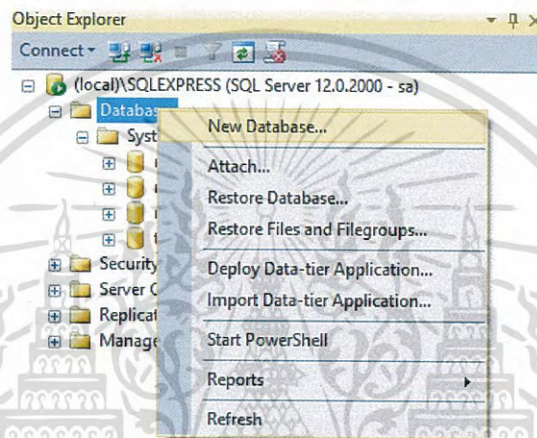 Object Explorer
Connect
(local)\SQLEXPRESS (SQL Server 12.0.2000 - sa)
Databas
New Database...
Syst
Attach...
Restore Database...
Restore Files and Filegroups...
Security
Deploy Data-tier Application...
Server O
Import Data-tier Application...
Replicat
Manage
Start PowerShell
Reports
Refresh